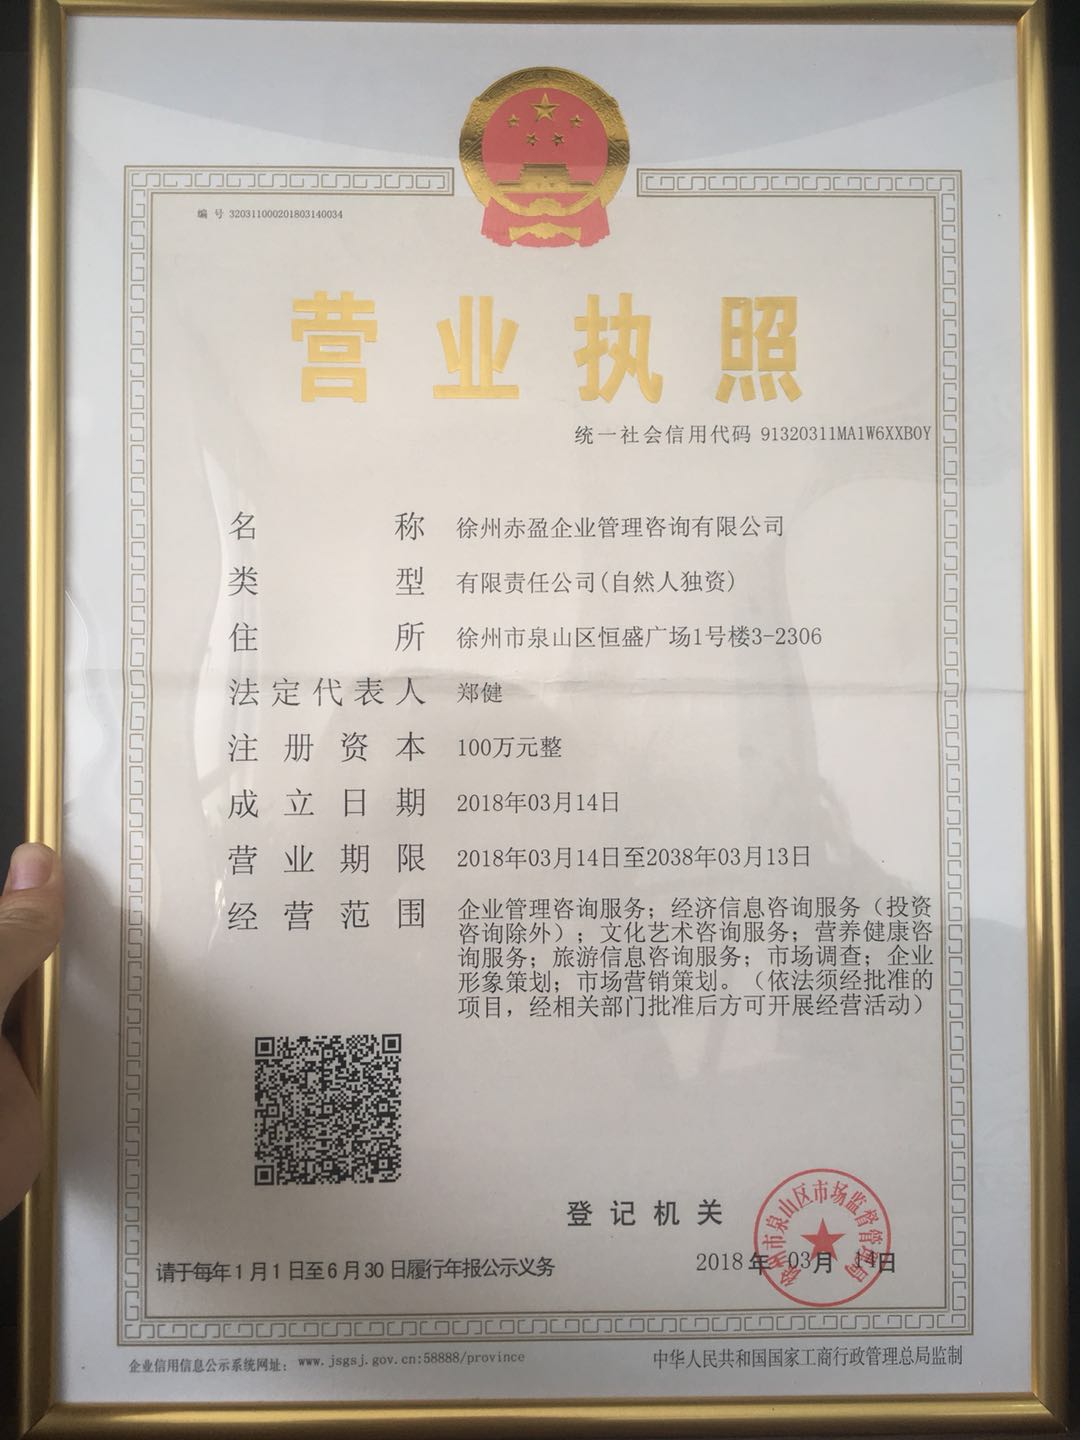 编 号 320311000201803140034
营业执照
统一社会信用代码 91320311MA1W6XXB0Y
名 称 徐州赤盈企业管理咨询有限公司
类 型 有限责任公司(自然人独资)
住 所 徐州市泉山区恒盛广场1号楼3-2306
法定代表人 郑健
注册资本 100万元整
成立日期 2018年03月14日
营业期限 2018年03月14日至2038年03月13日
经营范围 企业管理咨询服务；经济信息咨询服务（投资
咨询除外）；文化艺术咨询服务；营养健康咨
询服务；旅游信息咨询服务；市场调查；企业
形象策划；市场营销策划。（依法须经批准的
项目，经相关部门批准后方可开展经营活动）
登记机关
徐州市泉山区市场监督管理局
2018年03月14日
请于每年1月1日至6月30日履行年报公示义务
企业信用信息公示系统网址： www.jsgsj.gov.cn:58888/province
中华人民共和国国家工商行政管理总局监制